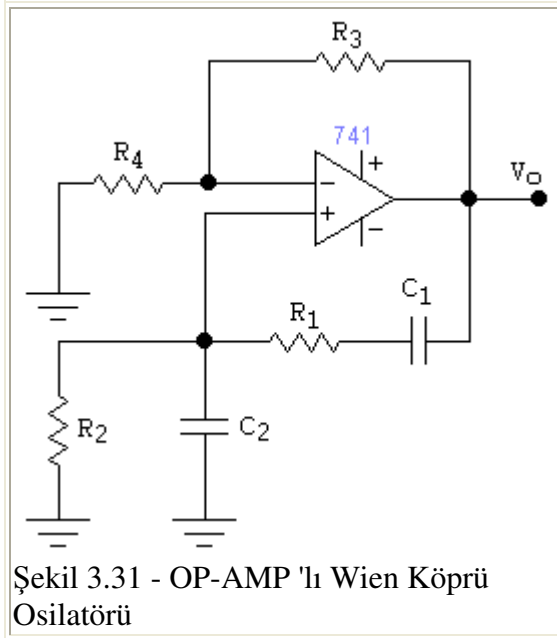 R3
741
R4
+
Vo
−
+
−
C1
R1
R2
C2
Şekil 3.31 - OP-AMP 'lı Wien Köprü
Osilatörü